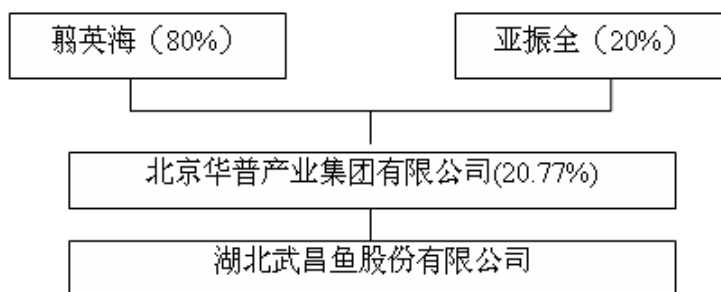 翦英海（80%）
亚振全（20%）
北京华普产业集团有限公司(20.77%)
湖北武昌鱼股份有限公司